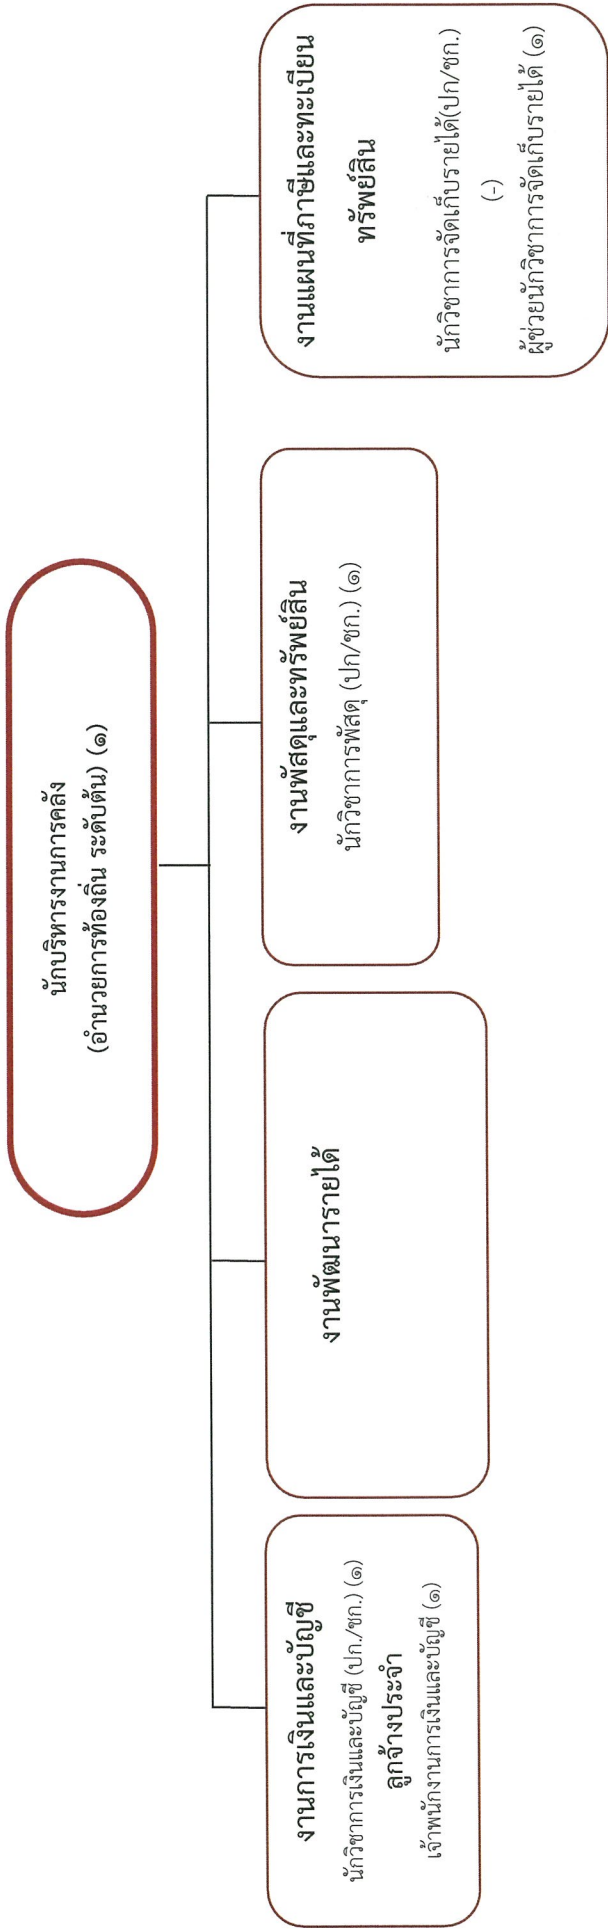 นักบริหารงานการคลัง
(อำนวยการท้องถิ่น ระดับต้น) (๑)
งานการเงินและบัญชี
นักวิชาการเงินและบัญชี (ปก./ชก.) (๑)
ลูกจ้างประจำ
เจ้าพนักงานการเงินและบัญชี (๑)
งานพัฒนารายได้
งานพัสดุและทรัพย์สิน
นักวิชาการพัสดุ (ปก/ชก.) (๑)
งานแผนที่ภาษีและทะเบียน
ทรัพย์สิน
นักวิชาการจัดเก็บรายได้(ปก/ชก.)
(-)
ผู้ช่วยนักวิชาการจัดเก็บรายได้ (๑)